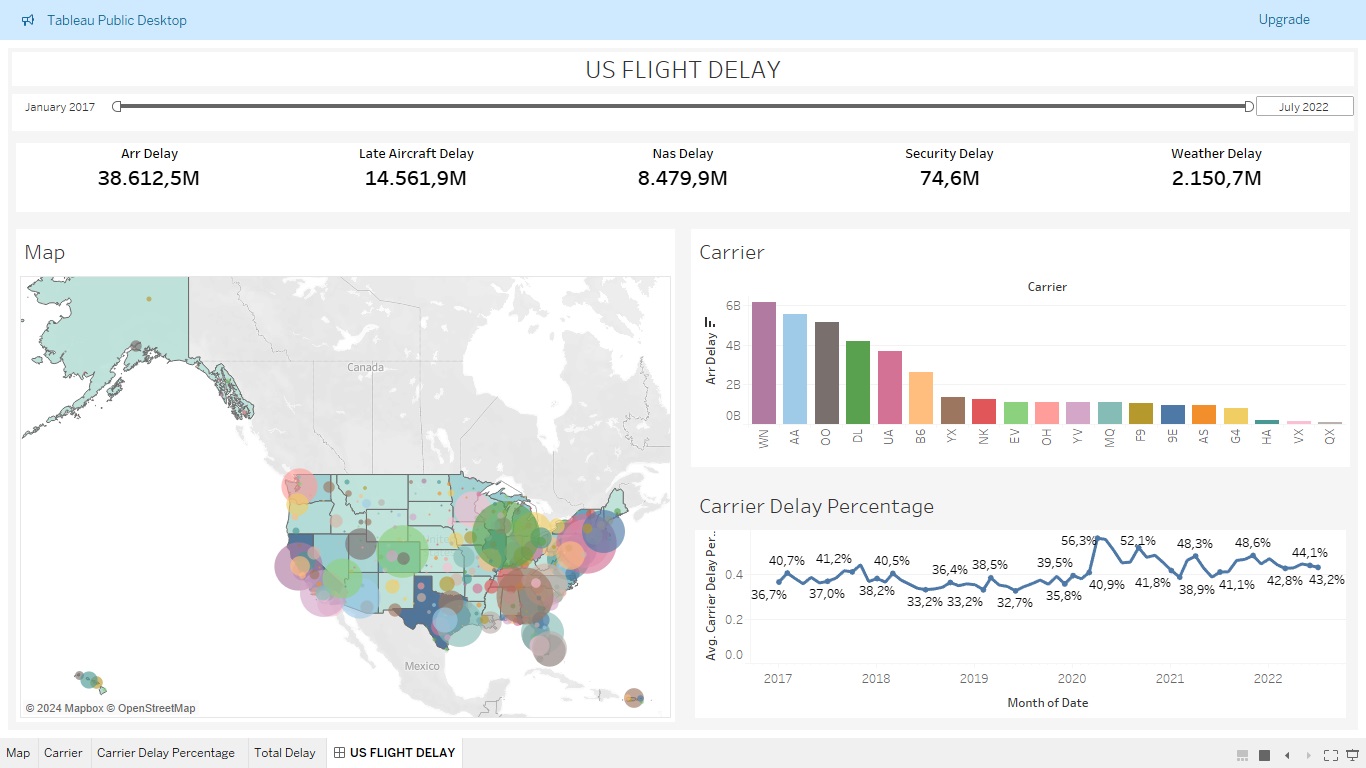 Tableau Public Desktop
Upgrade
US FLIGHT DELAY
January 2017
July 2022
Arr Delay
Late Aircraft Delay
Nas Delay
Security Delay
Weather Delay
38.612,5M
14.561,9M
8.479,9M
74,6M
2.150,7M
Map
Canada
Mexico
© 2024 Mapbox © OpenStreetMap
Carrier
Carrier
Arr Delay
6B
4B
2B
0B
WN
AA
OO
DL
UA
B6
YX
NK
EV
OH
YV
MQ
F9
9E
AS
G4
HA
VX
QX
Carrier Delay Percentage
Avg. Carrier Delay Per..
0.4
0.2
0.0
36,7%
40,7%
37,0%
41,2%
38,2%
40,5%
33,2%
36,4%
33,2%
38,5%
32,7%
39,5%
35,8%
56,3%
40,9%
52,1%
41,8%
48,3%
38,9%
41,1%
48,6%
42,8%
44,1%
43,2%
2017
2018
2019
2020
2021
2022
Month of Date
Map
Carrier
Carrier Delay Percentage
Total Delay
US FLIGHT DELAY